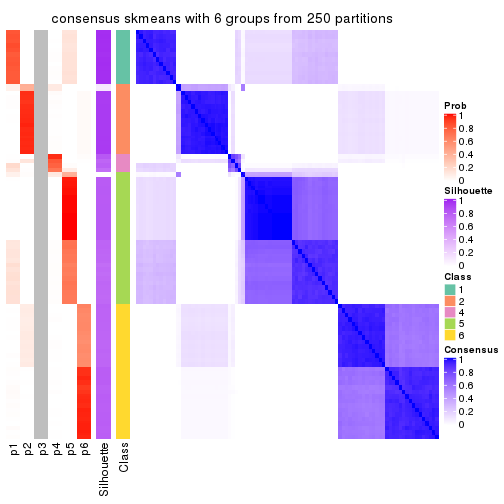 consensus skmeans with 6 groups from 250 partitions
Prob
1
0.8
0.6
0.4
0.2
0
Silhouette
1
0.8
0.6
0.4
0.2
0
Class
1
2
4
5
6
Consensus
1
0.8
0.6
0.4
0.2
0
p1
p2
p3
p4
p5
p6
Silhouette
Class